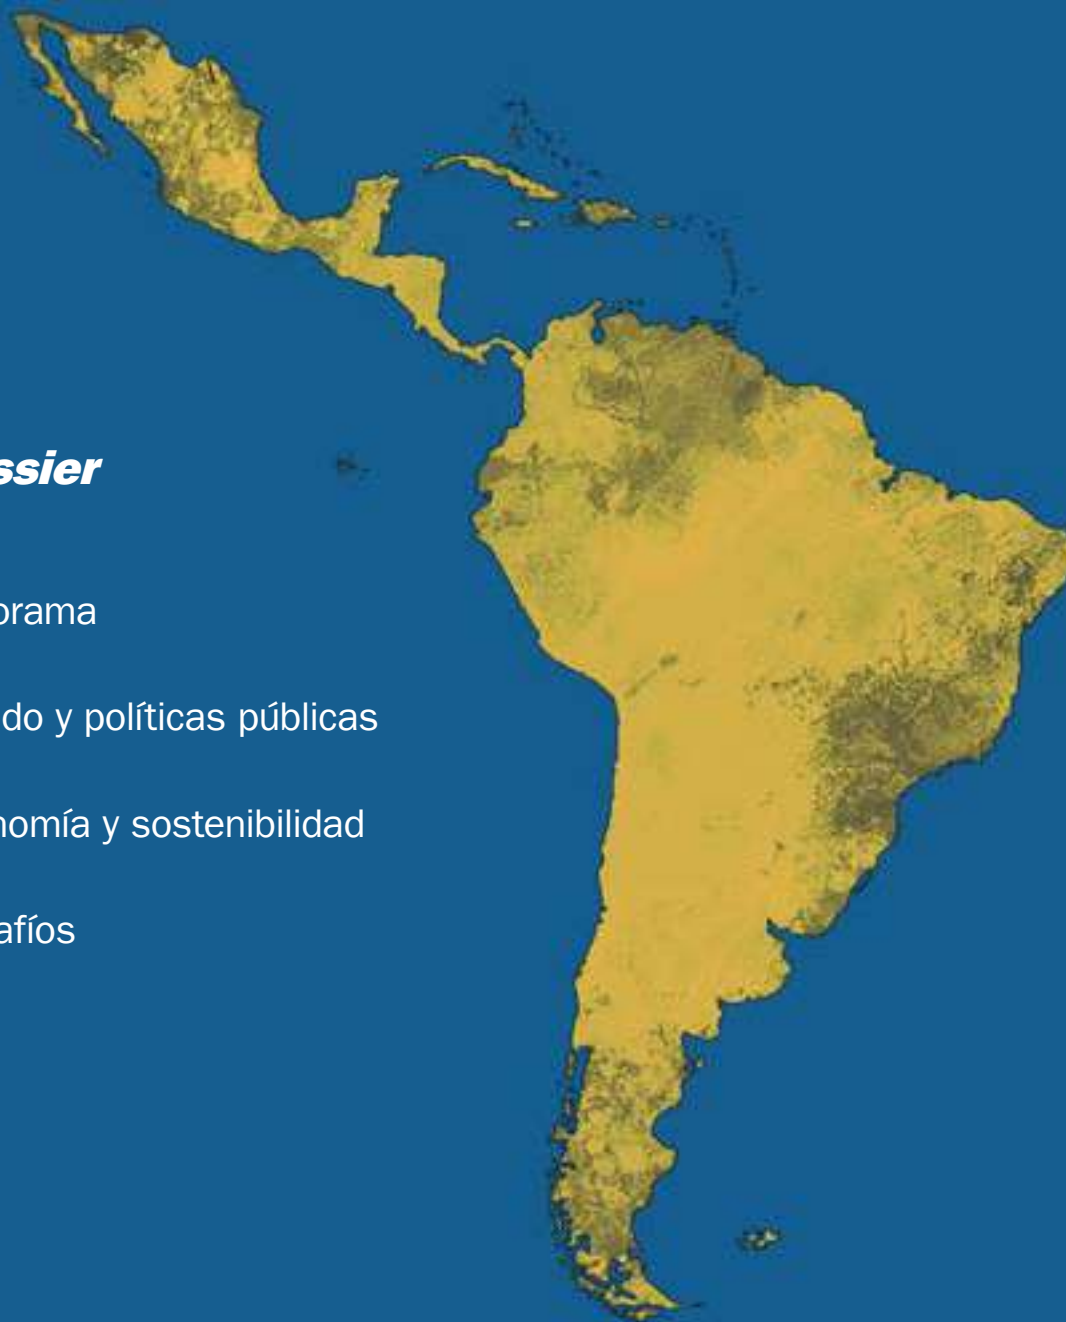 ssier
orama
do y políticas públicas
nomía y sostenibilidad
afíos